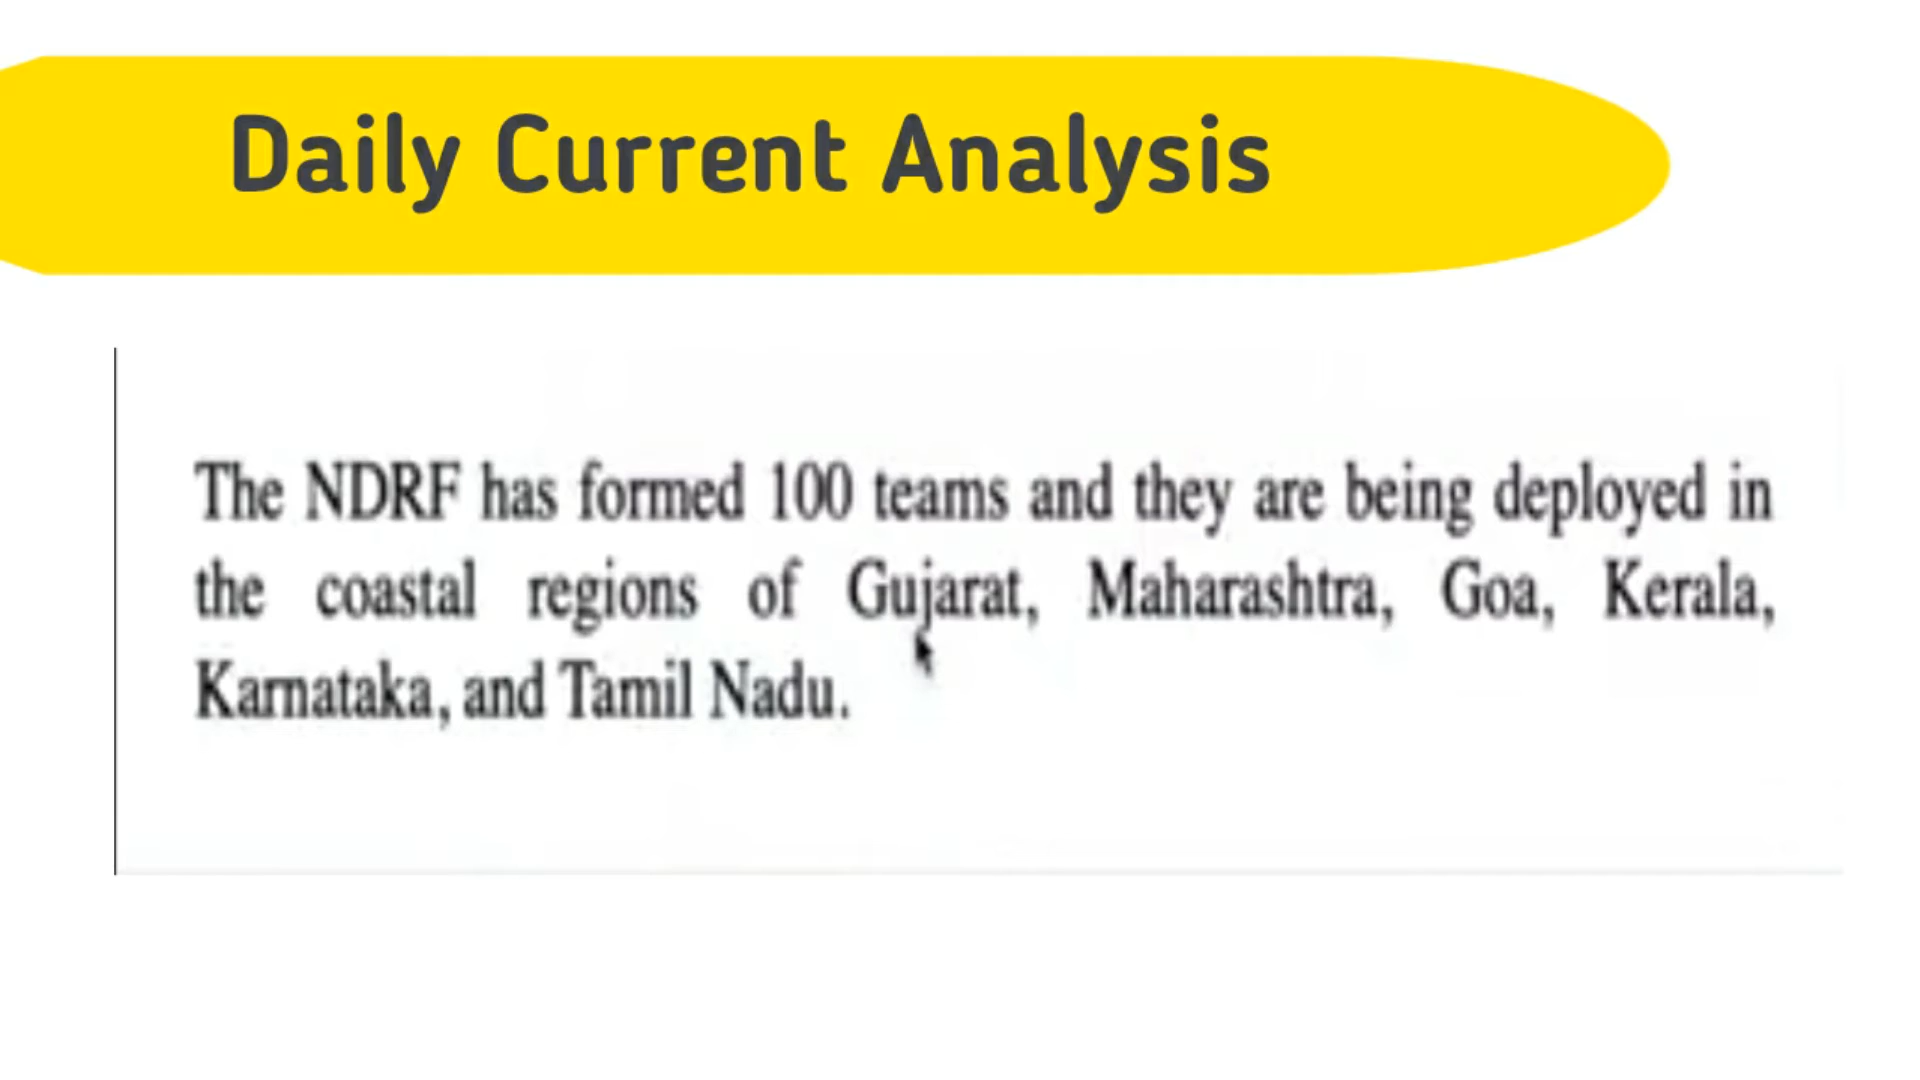 Daily Current Analysis
The NDRF has formed 100 teams and they are being deployed in
the coastal regions of Gujarat, Maharashtra, Goa, Kerala,
Karnataka, and Tamil Nadu.